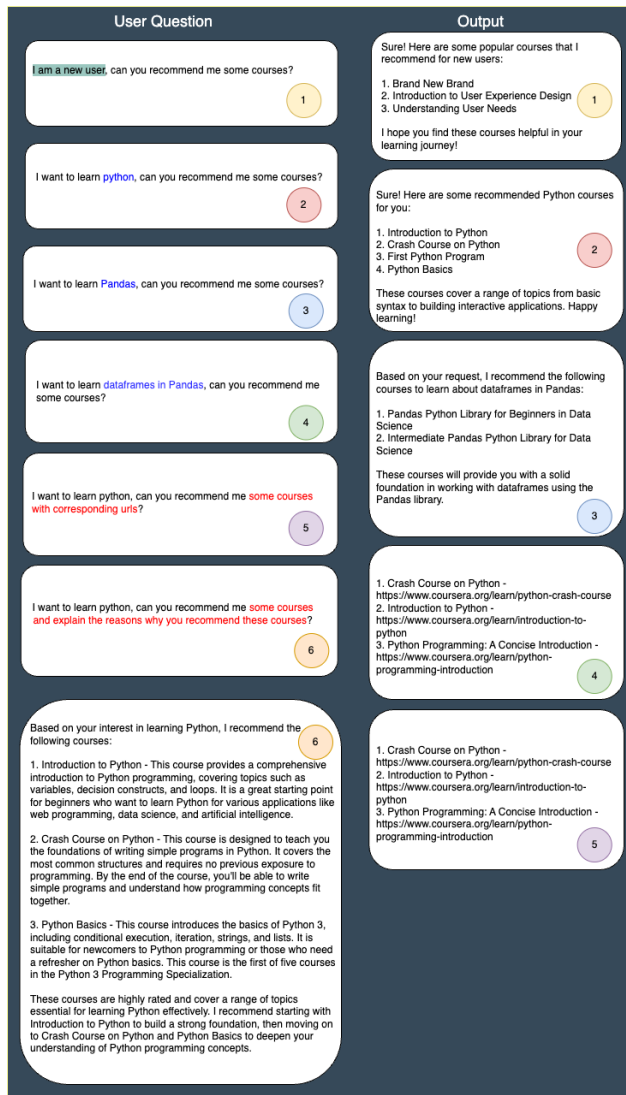 User Question
I am a new user, can you recommend me some courses?
1
I want to learn python, can you recommend me some courses?
2
I want to learn Pandas, can you recommend me some courses?
3
I want to learn dataframes in Pandas, can you recommend me
some courses?
4
I want to learn python, can you recommend me some courses
with corresponding urls?
5
I want to learn python, can you recommend me some courses
and explain the reasons why you recommend these courses?
6
Based on your interest in learning Python, I recommend the
following courses:
6
1. Introduction to Python - This course provides a comprehensive
introduction to Python programming, covering topics such as
variables, decision constructs, and loops. It is a great starting point
for beginners who want to learn Python for various applications like
web programming, data science, and artificial intelligence.
2. Crash Course on Python - This course is designed to teach you
the foundations of writing simple programs in Python. It covers the
most common structures and requires no previous exposure to
programming. By the end of the course, you'll be able to write
simple programs and understand how programming concepts fit
together.
3. Python Basics - This course introduces the basics of Python 3,
including conditional execution, iteration, strings, and lists. It is
suitable for newcomers to Python programming or those who need
a refresher on Python basics. This course is the first of five courses
in the Python 3 Programming Specialization.
These courses are highly rated and cover a range of topics
essential for learning Python effectively. I recommend starting with
Introduction to Python to build a strong foundation, then moving on
to Crash Course on Python and Python Basics to deepen your
understanding of Python programming concepts.
Output
Sure! Here are some popular courses that I
recommend for new users:
1. Brand New Brand
2. Introduction to User Experience Design
3. Understanding User Needs
1
I hope you find these courses helpful in your
learning journey!
Sure! Here are some recommended Python courses
for you:
1. Introduction to Python
2. Crash Course on Python
3. First Python Program
4. Python Basics
2
These courses cover a range of topics from basic
syntax to building interactive applications. Happy
learning!
Based on your request, I recommend the following
courses to learn about dataframes in Pandas:
1. Pandas Python Library for Beginners in Data
Science
2. Intermediate Pandas Python Library for Data
Science
These courses will provide you with a solid
foundation in working with dataframes using the
Pandas library.
3
1. Crash Course on Python -
https://www.coursera.org/learn/python-crash-course
2. Introduction to Python -
https://www.coursera.org/learn/introduction-to-
python
3. Python Programming: A Concise Introduction -
https://www.coursera.org/learn/python-
programming-introduction
4
1. Crash Course on Python -
https://www.coursera.org/learn/python-crash-course
2. Introduction to Python -
https://www.coursera.org/learn/introduction-to-
python
3. Python Programming: A Concise Introduction -
https://www.coursera.org/learn/python-
programming-introduction
5